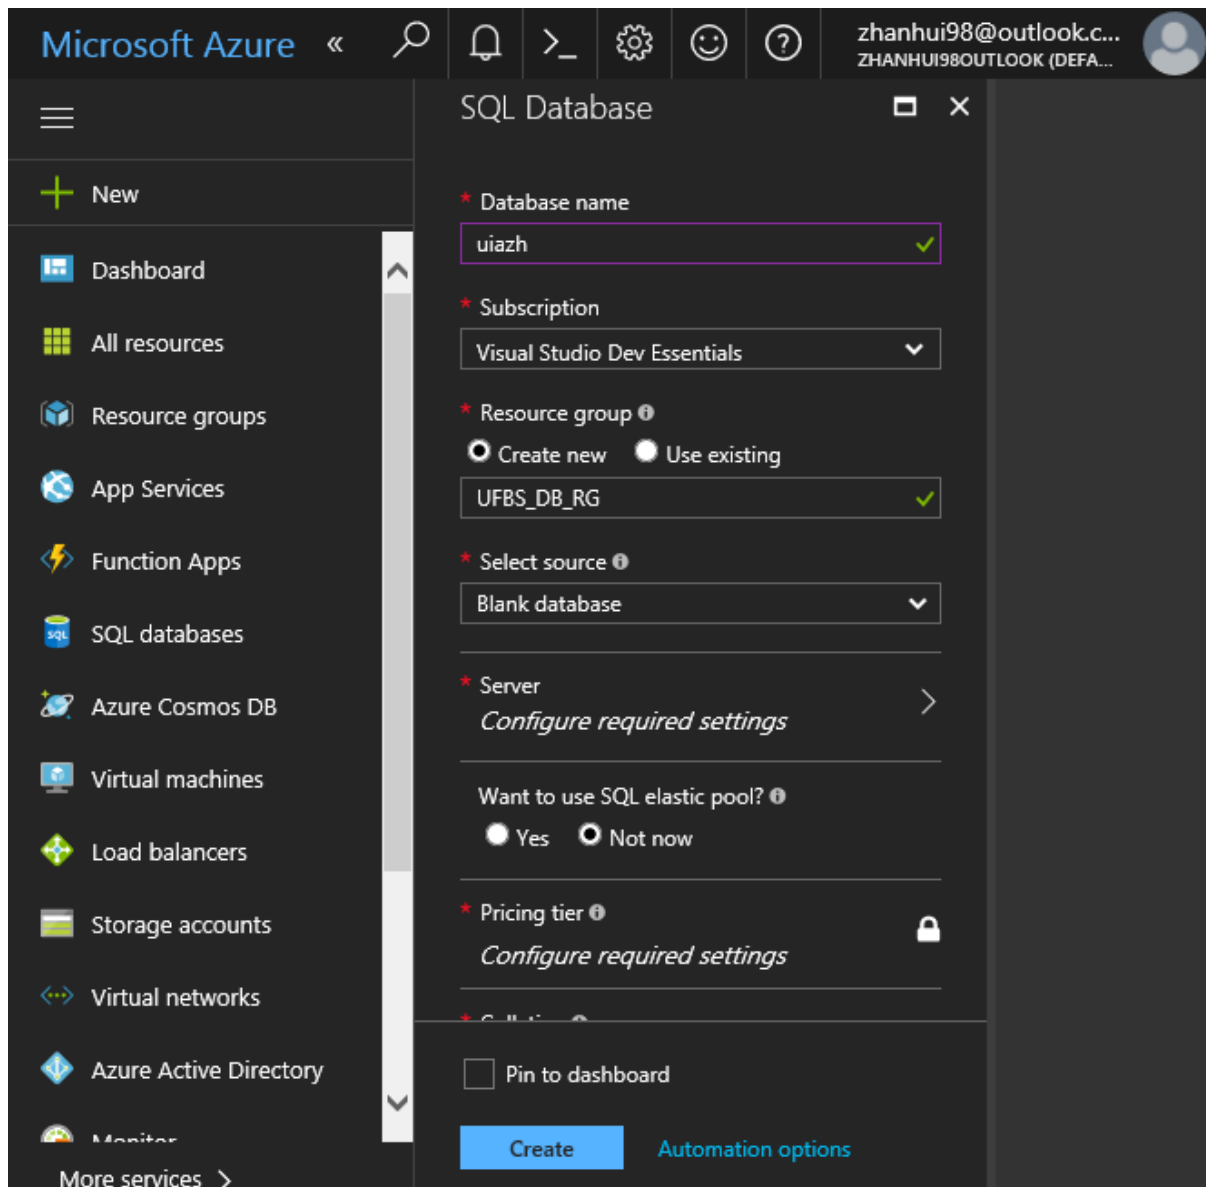 Microsoft Azure «
zhanhui98@outlook.c...
ZHANHUI98OUTLOOK (DEFA...
New
Dashboard
All resources
Resource groups
App Services
Function Apps
SQL databases
Azure Cosmos DB
Virtual machines
Load balancers
Storage accounts
Virtual networks
Azure Active Directory
Monitor
More services >
SQL Database
* Database name
uiazh
* Subscription
Visual Studio Dev Essentials
* Resource group
Create new Use existing
UFBS_DB_RG
* Select source
Blank database
* Server
Configure required settings
Want to use SQL elastic pool?
Yes Not now
* Pricing tier
Configure required settings
* Collation
Pin to dashboard
Create Automation options